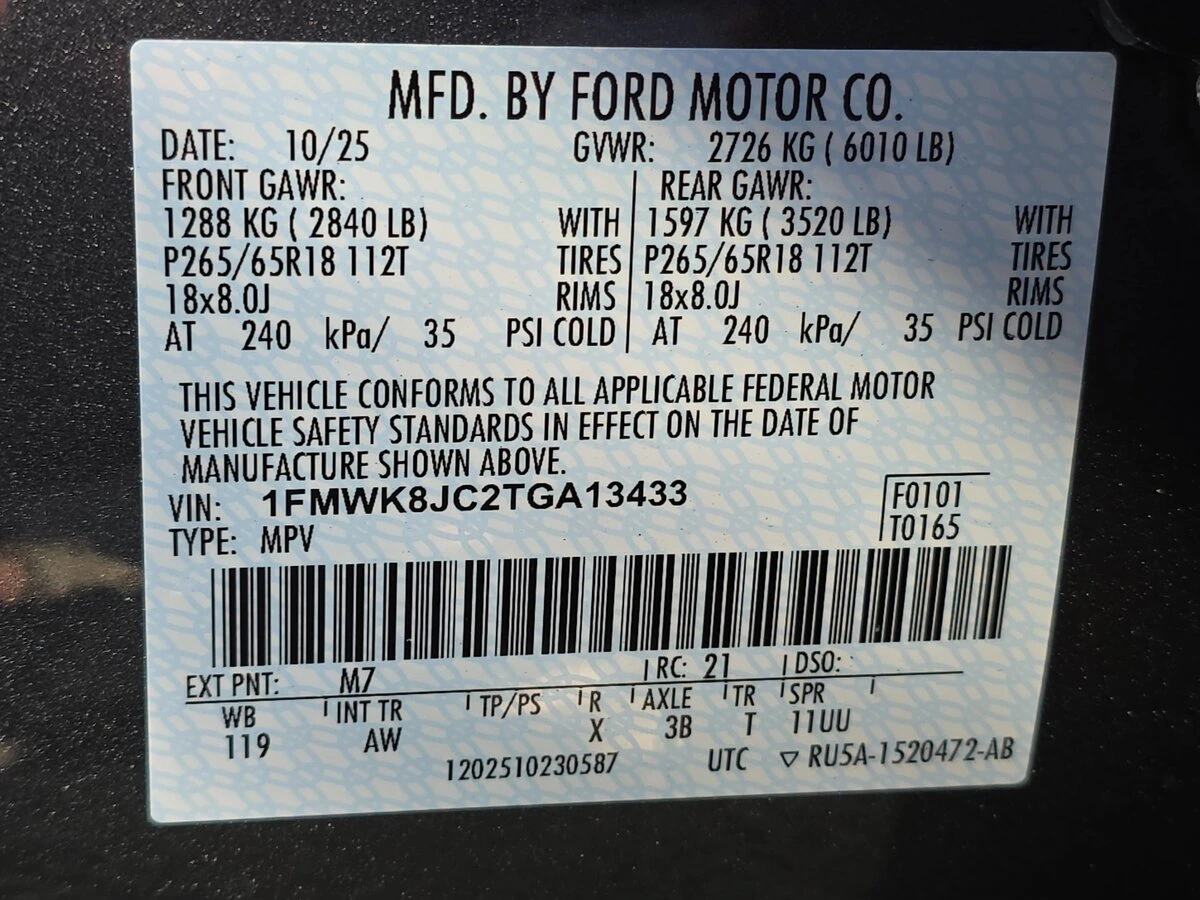 MFD. BY FORD MOTOR CO.
DATE: 10/25 GVWR: 2726 KG ( 6010 LB)
FRONT GAWR: REAR GAWR:
1288 KG ( 2840 LB) WITH 1597 KG ( 3520 LB) WITH
P265/65R18 112T TIRES P265/65R18 112T TIRES
18x8.0J RIMS 18x8.0J RIMS
AT 240 kPa/ 35 PSI COLD AT 240 kPa/ 35 PSI COLD
THIS VEHICLE CONFORMS TO ALL APPLICABLE FEDERAL MOTOR
VEHICLE SAFETY STANDARDS IN EFFECT ON THE DATE OF
MANUFACTURE SHOWN ABOVE.
VIN: 1FMWK8JC2TGA13433 F0101
TYPE: MPV T0165
EXT PNT: M7 RC: 21 DSO:
WB INT TR TP/PS R AXLE TR SPR
119 AW X 3B T 11UU
1202510230587 UTC ▽ RU5A-1520472-AB